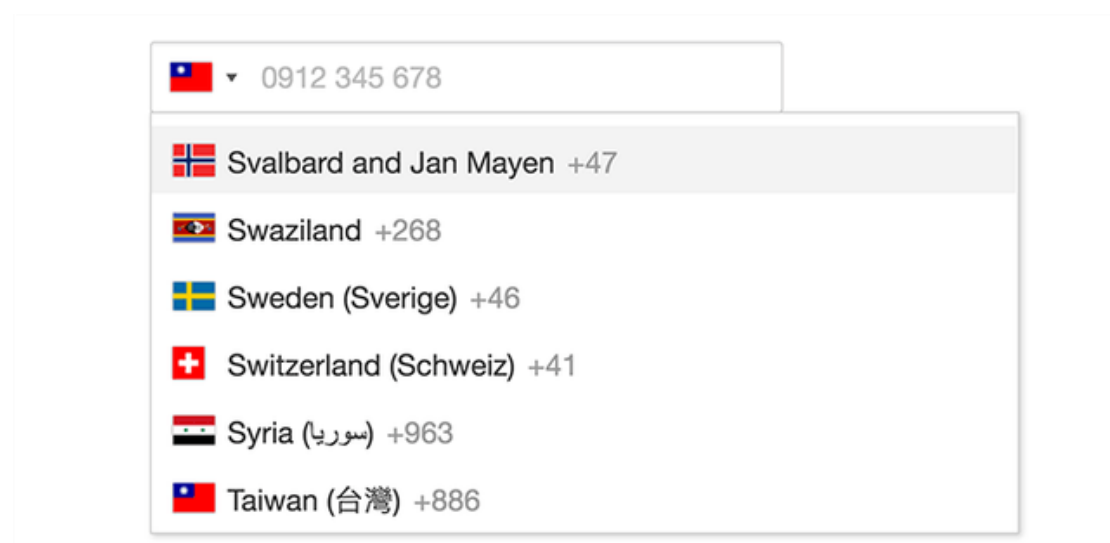 0912 345 678
Svalbard and Jan Mayen +47
Swaziland +268
Sweden (Sverige) +46
Switzerland (Schweiz) +41
Syria (سوريا) +963
Taiwan (台灣) +886